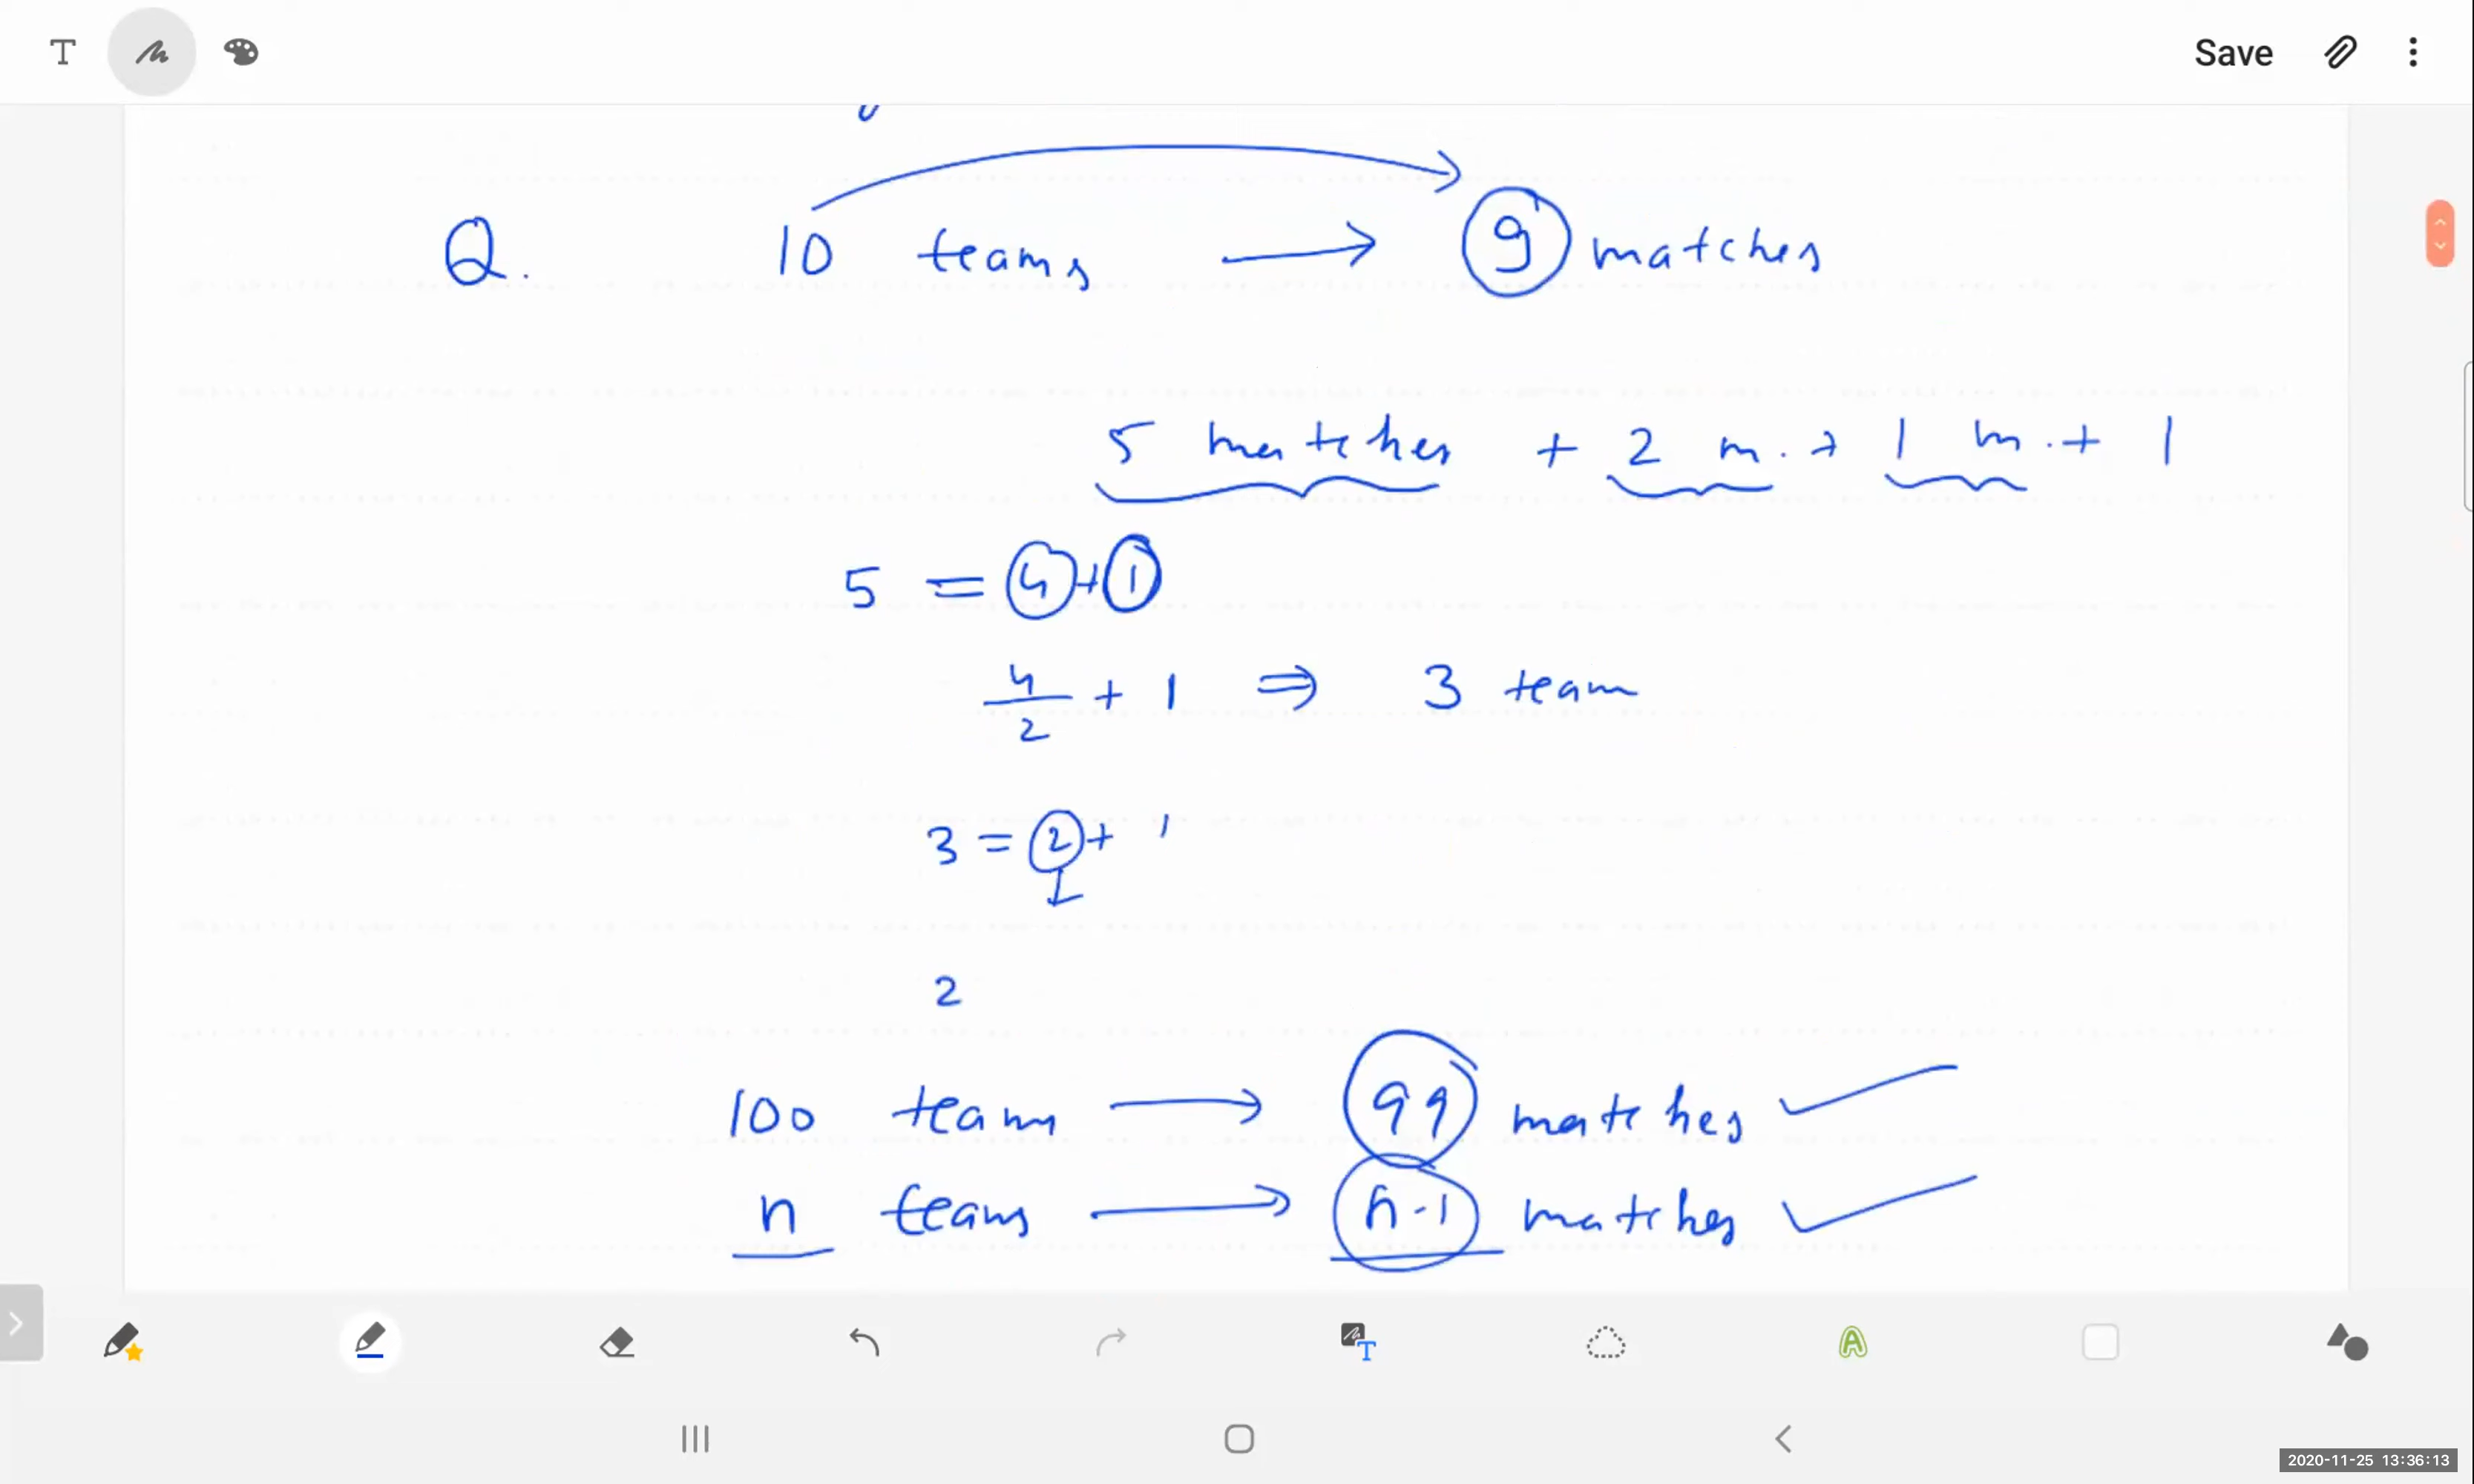 Save
Q. 10 teams → 9 matches
5 matches + 2 m. + 1 m. + 1
5 = 4 + 1
4/2 + 1 ⇒ 3 team
3 = 2 + 1
1
2
100 team → 99 matches ✓
n teams → n-1 matches ✓
2020-11-25 13:36:13